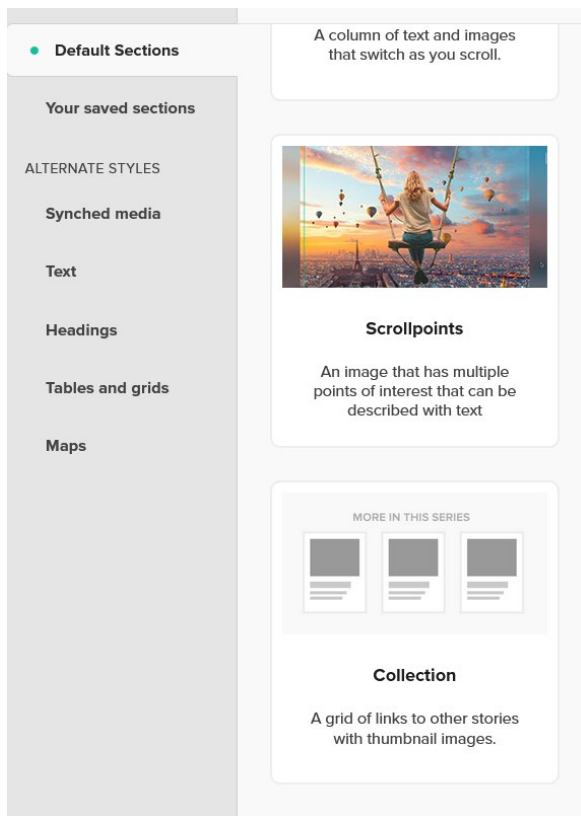 Default Sections
Your saved sections
ALTERNATE STYLES
Synched media
Text
Headings
Tables and grids
Maps
A column of text and images
that switch as you scroll.
Scrollpoints
An image that has multiple
points of interest that can be
described with text
MORE IN THIS SERIES
Collection
A grid of links to other stories
with thumbnail images.